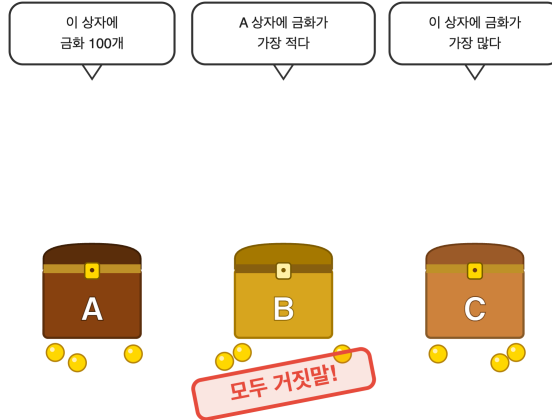 이 상자에
금화 100개
A 상자에 금화가
가장 적다
이 상자에 금화가
가장 많다
A
B
C
모두 거짓말!